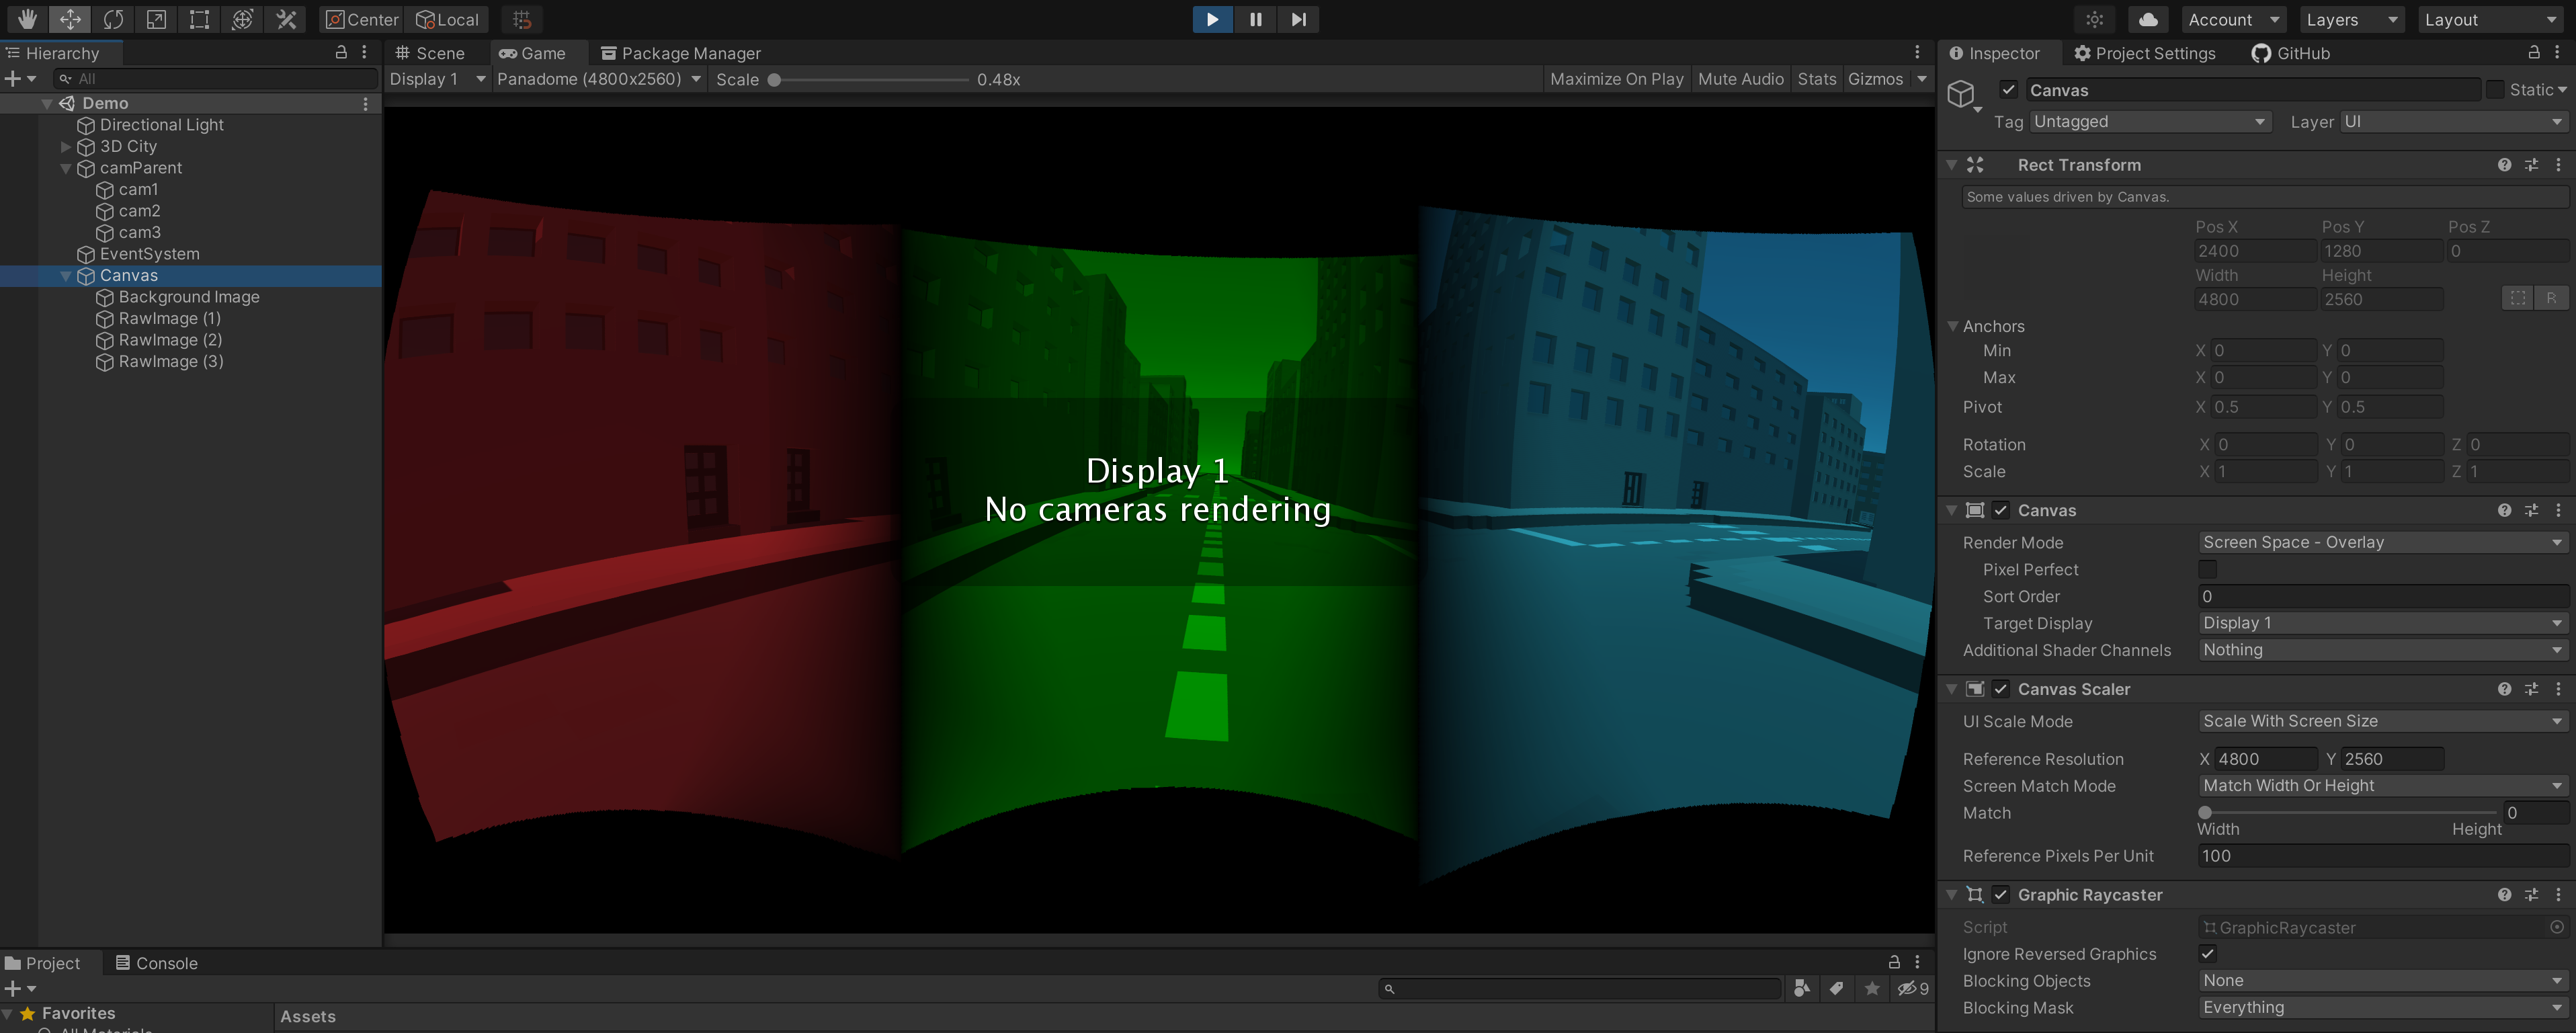 Center Local Account Layers Layout
Hierarchy
All
Demo
Directional Light
3D City
camParent
cam1
cam2
cam3
EventSystem
Canvas
Background Image
RawImage (1)
RawImage (2)
RawImage (3)
Scene Game Package Manager
Display 1 Panadome (4800x2560) Scale 0.48x Maximize On Play Mute Audio Stats Gizmos
Display 1
No cameras rendering
Inspector Project Settings GitHub
Canvas Static
Tag Untagged Layer UI
Rect Transform
Some values driven by Canvas.
Pos X Pos Y Pos Z
2400 1280 0
Width Height
4800 2560 R
Anchors
Min X 0 Y 0
Max X 0 Y 0
Pivot X 0.5 Y 0.5
Rotation X 0 Y 0 Z 0
Scale X 1 Y 1 Z 1
Canvas
Render Mode Screen Space - Overlay
Pixel Perfect
Sort Order 0
Target Display Display 1
Additional Shader Channels Nothing
Canvas Scaler
UI Scale Mode Scale With Screen Size
Reference Resolution X 4800 Y 2560
Screen Match Mode Match Width Or Height
Match 0
Width Height
Reference Pixels Per Unit 100
Graphic Raycaster
Script GraphicRaycaster
Ignore Reversed Graphics
Blocking Objects None
Blocking Mask Everything
Project Console
9
Favorites Assets
All Materials